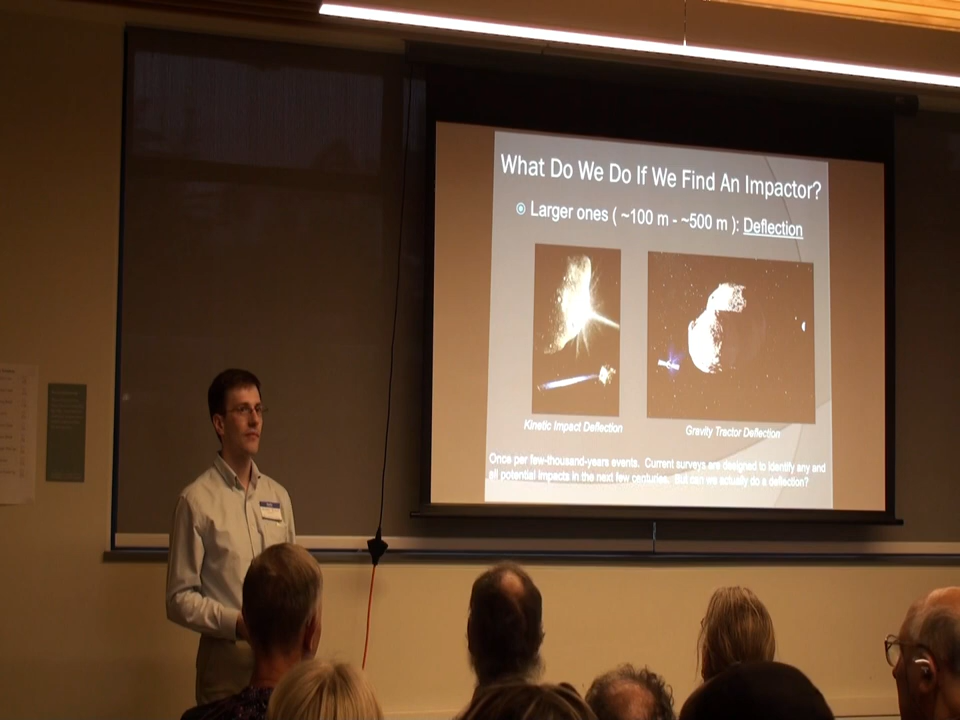 What Do We Do If We Find An Impactor?
Larger ones ( ~100 m - ~500 m ): Deflection
Kinetic Impact Deflection
Gravity Tractor Deflection
Once per few-thousand-years events. Current surveys are designed to identify any and
all potential impacts in the next few centuries. But can we actually do a deflection?